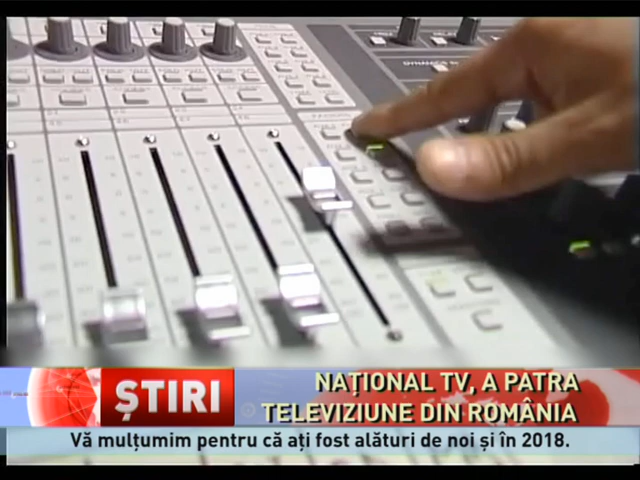 ȘTIRI
NAȚIONAL TV, A PATRA
TELEVIZIUNE DIN ROMÂNIA
Vă mulțumim pentru că ați fost alături de noi și în 2018.